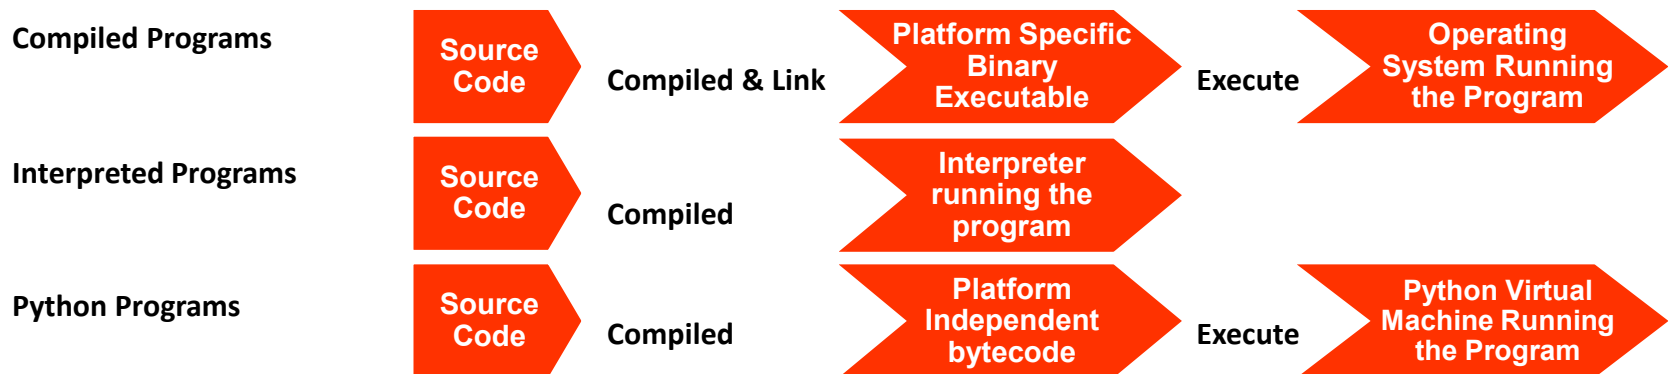 Compiled Programs
Source
Code
Compiled & Link
Platform Specific
Binary
Executable
Execute
Operating
System Running
the Program
Interpreted Programs
Source
Code
Compiled
Interpreter
running the
program
Python Programs
Source
Code
Compiled
Platform
Independent
bytecode
Execute
Python Virtual
Machine Running
the Program